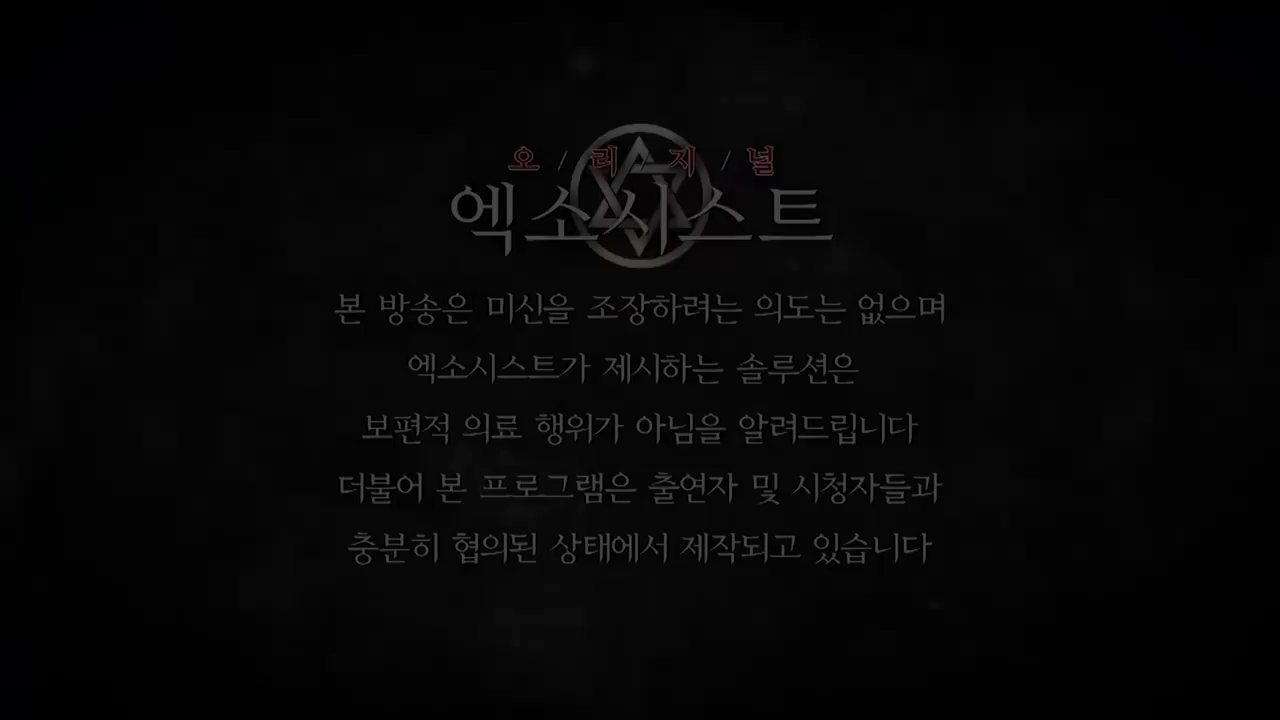 오/리지/널
엑소시스트
본 방송은 미신을 조장하려는 의도는 없으며
엑소시스트가 제시하는 솔루션은
보편적 의료 행위가 아님을 알려드립니다
더불어 본 프로그램은 출연자 및 시청자들과
충분히 협의된 상태에서 제작되고 있습니다